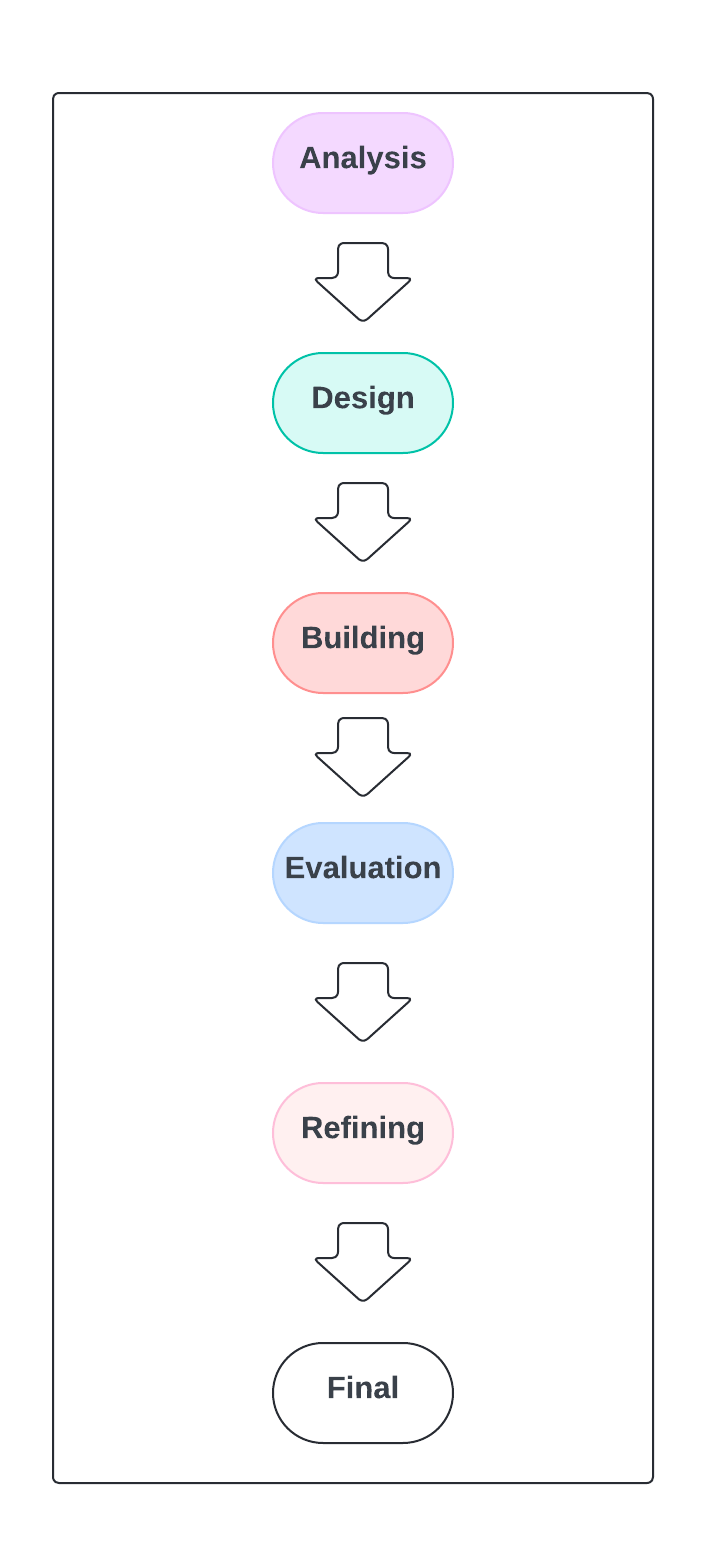 Analysis
Design
Building
Evaluation
Refining
Final